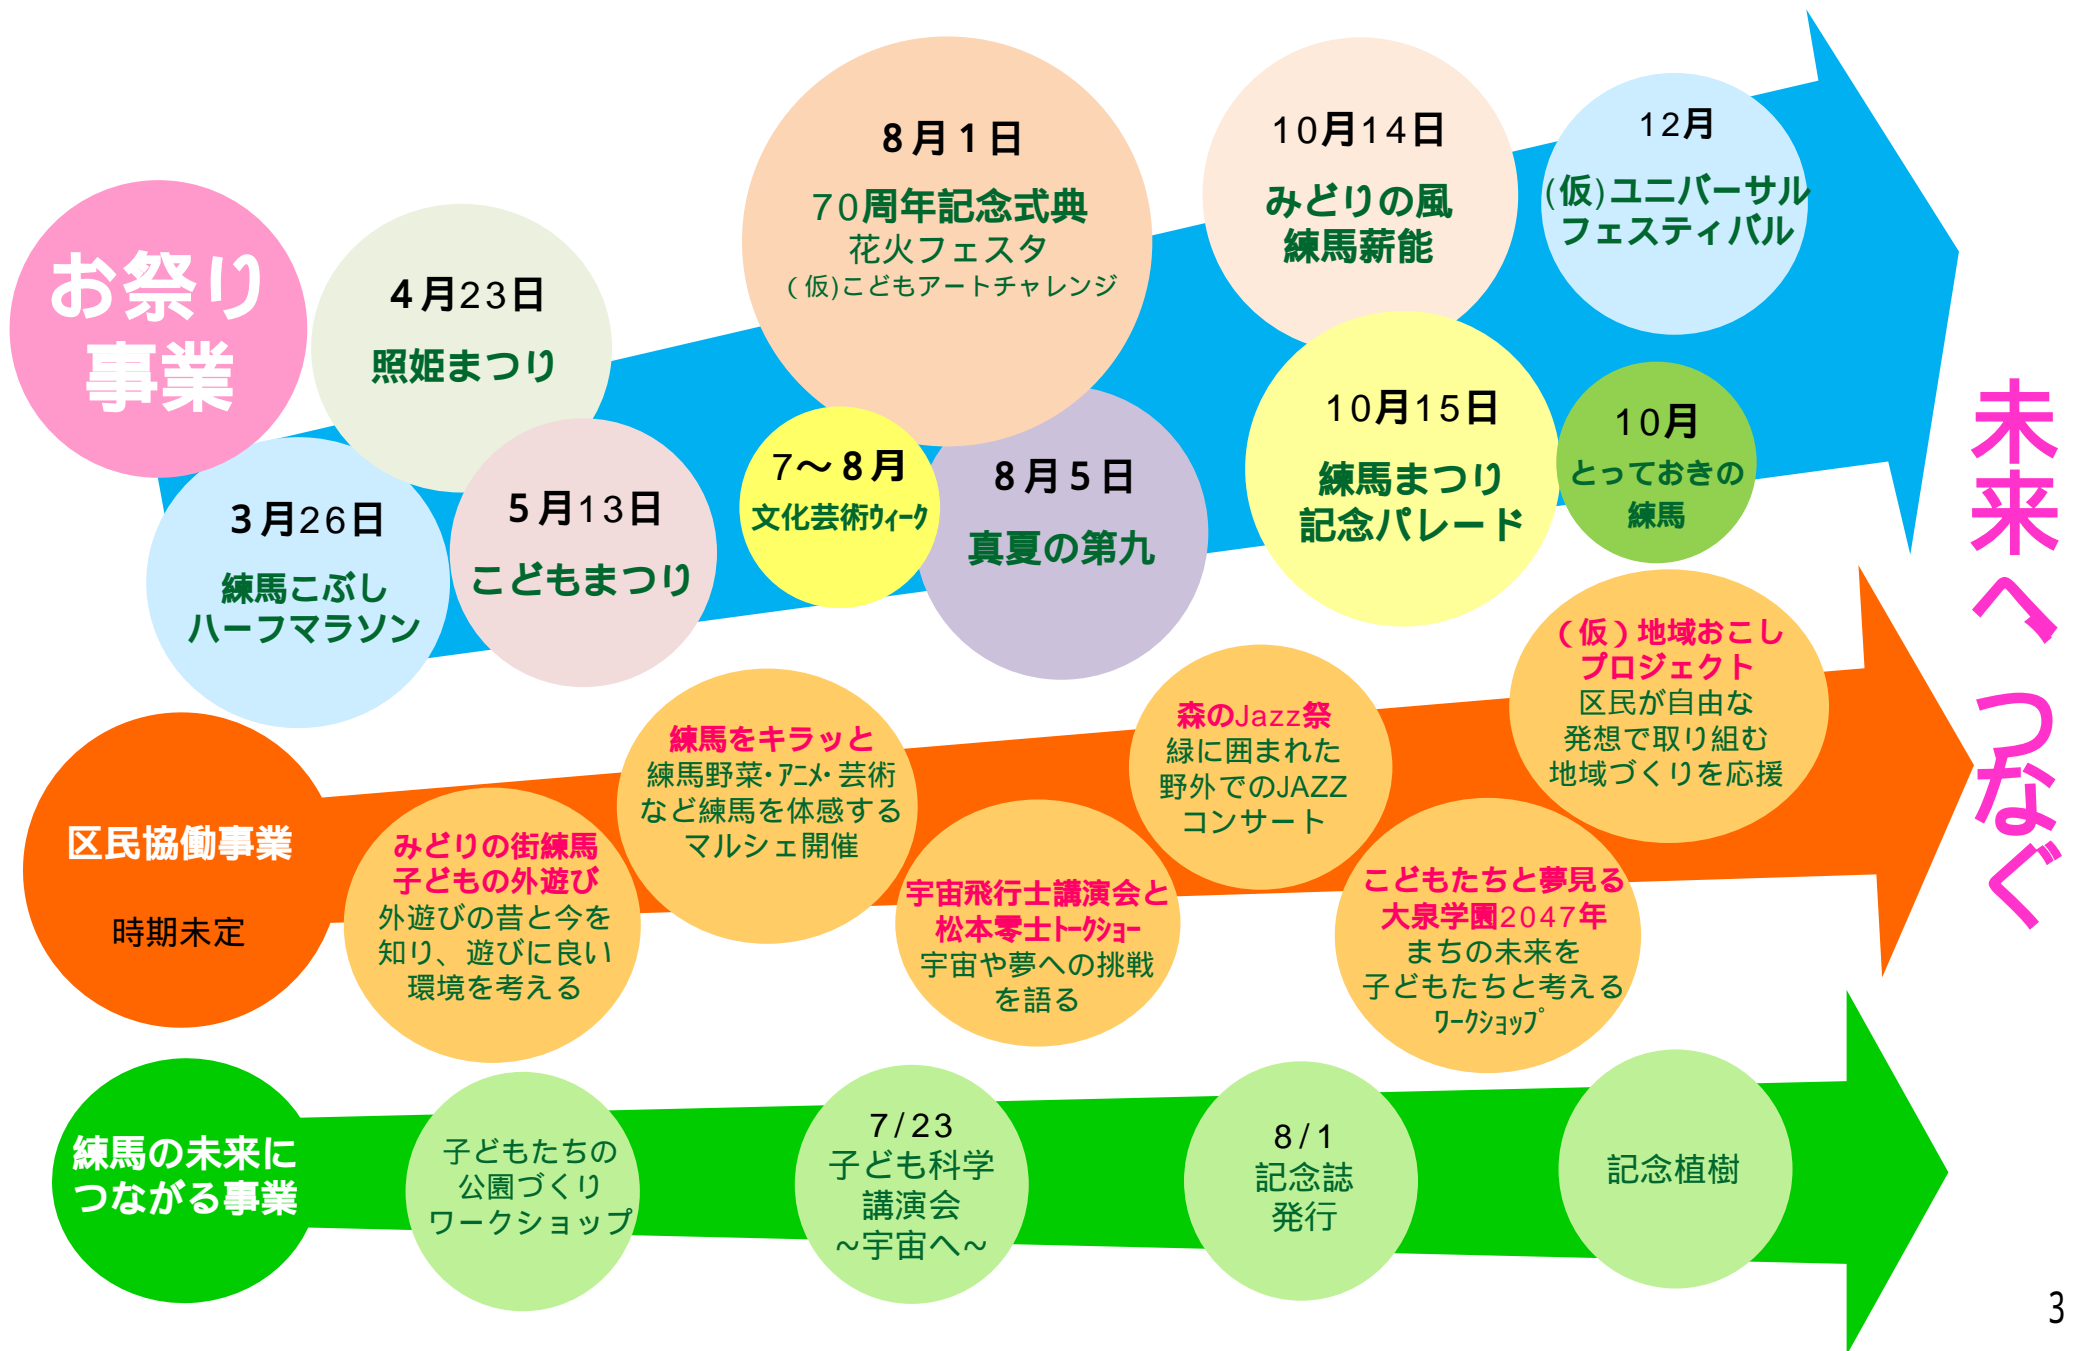 お祭り
事業
3月26日
練馬こぶし
ハーフマラソン
4月23日
照姫まつり
5月13日
こどもまつり
8月1日
70周年記念式典
花火フェスタ
（仮)こどもアートチャレンジ
7～8月
文化芸術ｳｨｰｸ
8月5日
真夏の第九
10月14日
みどりの風
練馬薪能
10月15日
練馬まつり
記念パレード
12月
(仮)ユニバーサル
フェスティバル
10月
とっておきの
練馬
区民協働事業
時期未定
みどりの街練馬
子どもの外遊び
外遊びの昔と今を
知り、遊びに良い
環境を考える
練馬をキラッと
練馬野菜・ｱﾆﾒ・芸術
など練馬を体感する
マルシェ開催
宇宙飛行士講演会と
松本零士ﾄｰｸｼｮｰ
宇宙や夢への挑戦
を語る
森のJazz祭
緑に囲まれた
野外でのJAZZ
コンサート
こどもたちと夢見る
大泉学園2047年
まちの未来を
子どもたちと考える
ﾜｰｸｼｮｯﾌﾟ
（仮）地域おこし
プロジェクト
区民が自由な
発想で取り組む
地域づくりを応援
練馬の未来に
つながる事業
子どもたちの
公園づくり
ワークショップ
7/23
子ども科学
講演会
~宇宙へ~
8/1
記念誌
発行
記念植樹
未来へ つなぐ
3